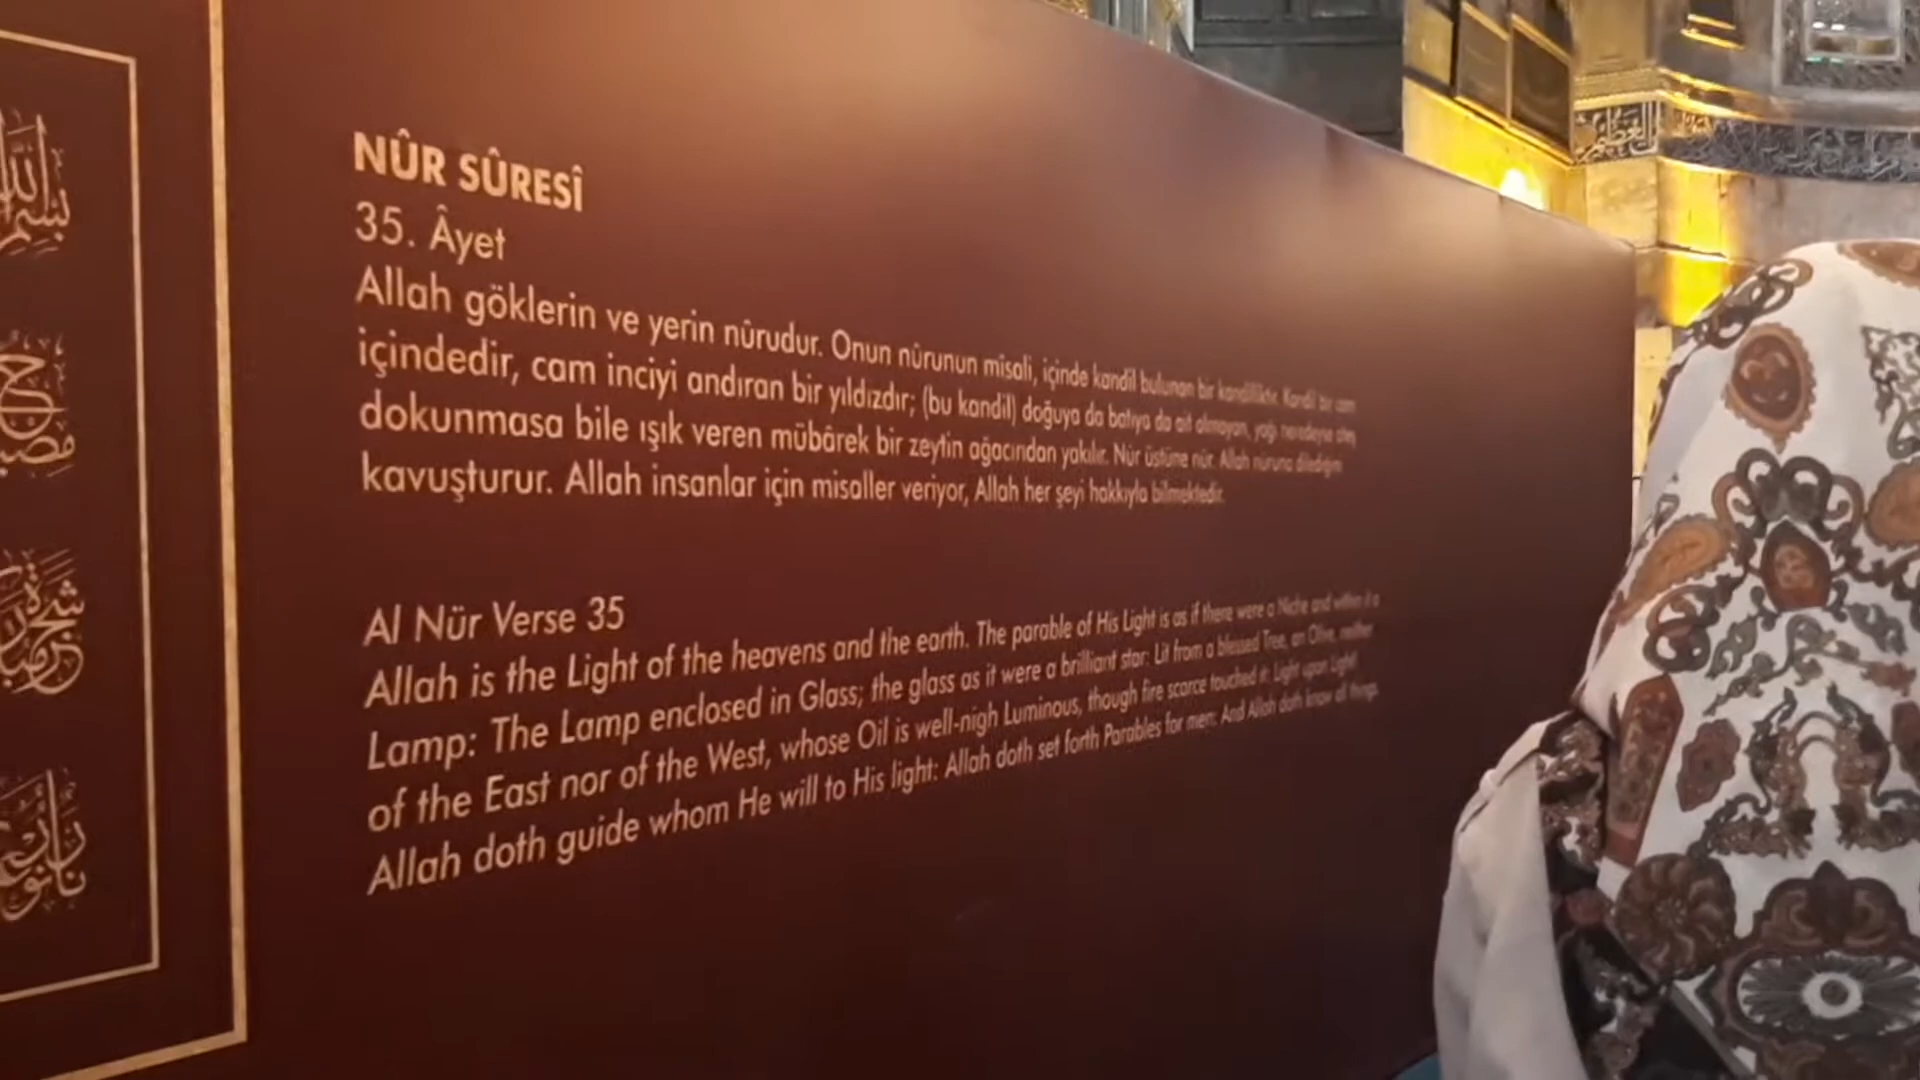 NÛR SÛRESÎ
35. Âyet
Allah göklerin ve yerin nûrudur. Onun nûrunun misali, içinde kandil bulunan bir kandilliktir. Kandil bir cam
içindedir, cam inciyi andıran bir yıldızdır; (bu kandil) doğuya da batıya da ait olmayan, yağı neredeyse ateş
dokunmasa bile ışık veren mübârek bir zeytin ağacından yakılır. Nûr üstüne nûr. Allah nûruna dilediğini
kavuşturur. Allah insanlar için misaller veriyor, Allah her şeyi hakkıyla bilmektedir.
Al Nür Verse 35
Allah is the Light of the heavens and the earth. The parable of His Light is as if there were a Niche and within it a
Lamp: The Lamp enclosed in Glass; the glass as it were a brilliant star: Lit from a blessed Tree, an Olive, neither
of the East nor of the West, whose Oil is well-nigh Luminous, though fire scarce touched it: Light upon Light!
Allah doth guide whom He will to His light: Allah doth set forth Parables for men: And Allah doth know all things.
العظيم